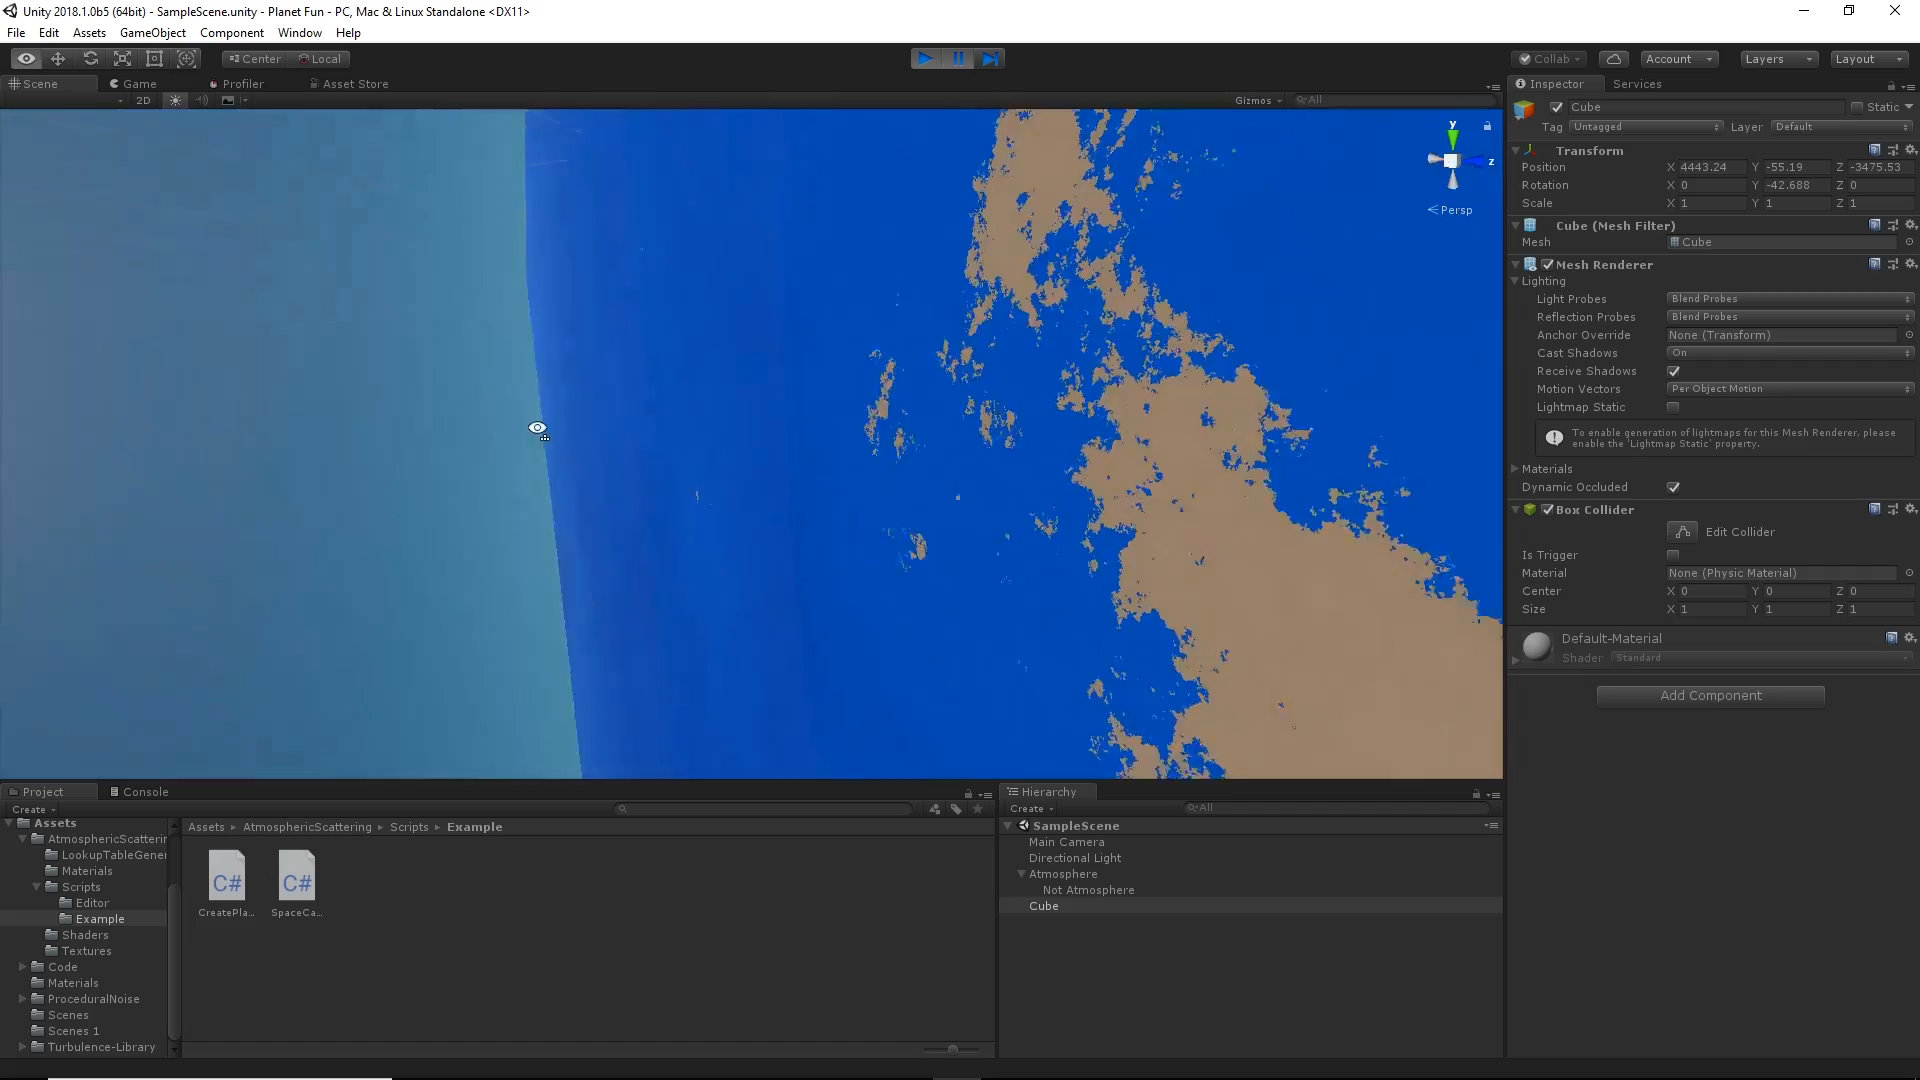 Unity 2018.1.0b5 (64bit) - SampleScene.unity - Planet Fun - PC, Mac & Linux Standalone <DX11>
File Edit Assets GameObject Component Window Help
Center Local Collab Account Layers Layout
Scene Game Profiler Asset Store
2D Gizmos All
y
z
Persp
Inspector Services
Cube Static
Tag Untagged Layer Default
Transform
Position X 4443.24 Y -55.19 Z -3475.53
Rotation X 0 Y -42.688 Z 0
Scale X 1 Y 1 Z 1
Cube (Mesh Filter)
Mesh Cube
Mesh Renderer
Lighting
Light Probes Blend Probes
Reflection Probes Blend Probes
Anchor Override None (Transform)
Cast Shadows On
Receive Shadows
Motion Vectors Per Object Motion
Lightmap Static
To enable generation of lightmaps for this Mesh Renderer, please
enable the 'Lightmap Static' property.
Materials
Dynamic Occluded
Box Collider
Edit Collider
Is Trigger
Material None (Physic Material)
Center X 0 Y 0 Z 0
Size X 1 Y 1 Z 1
Default-Material
Shader Standard
Add Component
Project Console
Create
Assets
AtmosphericScatterin
LookupTableGener
Materials
Scripts
Editor
Example
Shaders
Textures
Code
Materials
ProceduralNoise
Scenes
Scenes 1
Turbulence-Library
Assets AtmosphericScattering Scripts Example
C# C#
CreatePla... SpaceCa...
Hierarchy
Create All
SampleScene
Main Camera
Directional Light
Atmosphere
Not Atmosphere
Cube